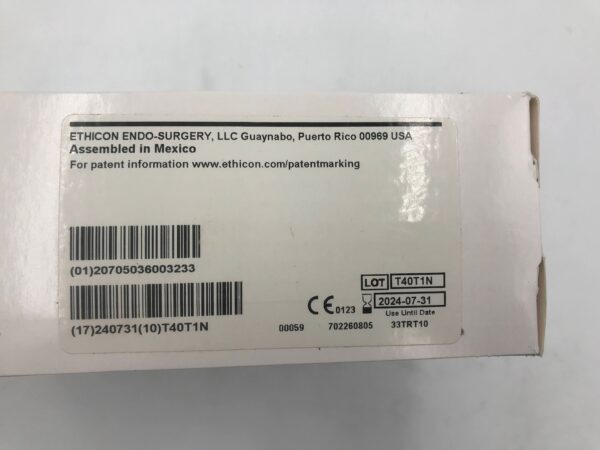 ETHICON ENDO-SURGERY, LLC Guaynabo, Puerto Rico 00969 USA
Assembled in Mexico
For patent information www.ethicon.com/patentmarking
(01)20705036003233
LOT T40T1N
CE 0123 2024-07-31
Use Until Date
(17)240731(10)T40T1N 00059 702260805 33TRT10